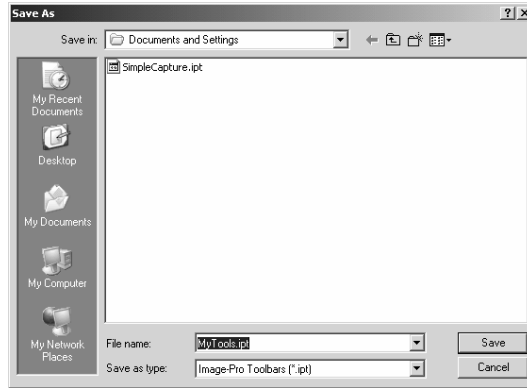 Save As
Save in:
Documents and Settings
SimpleCapture.ipt
My Recent
Documents
Desktop
My Documents
My Computer
My Network
Places
File name:
MyTools.ipt
Save
Save as type:
Image-Pro Toolbars (*.ipt)
Cancel